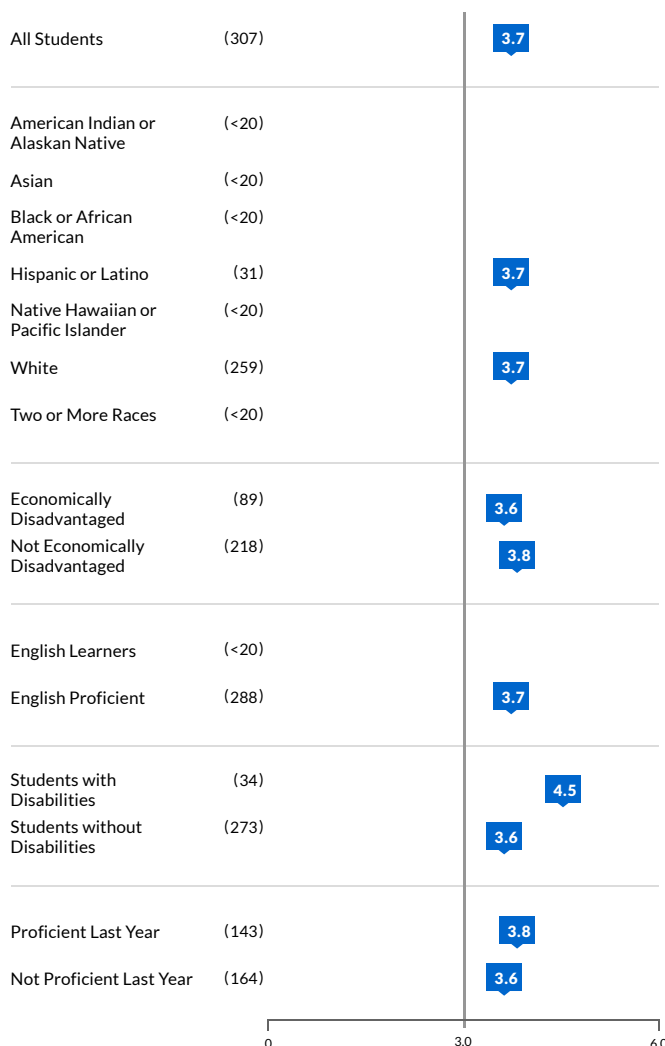 All Students (307) 3.7
American Indian or (<20)
Alaskan Native
Asian (<20)
Black or African (<20)
American
Hispanic or Latino (31) 3.7
Native Hawaiian or (<20)
Pacific Islander
White (259) 3.7
Two or More Races (<20)
Economically (89) 3.6
Disadvantaged
Not Economically (218) 3.8
Disadvantaged
English Learners (<20)
English Proficient (288) 3.7
Students with (34) 4.5
Disabilities
Students without (273) 3.6
Disabilities
Proficient Last Year (143) 3.8
Not Proficient Last Year (164) 3.6
0 3.0 6.0